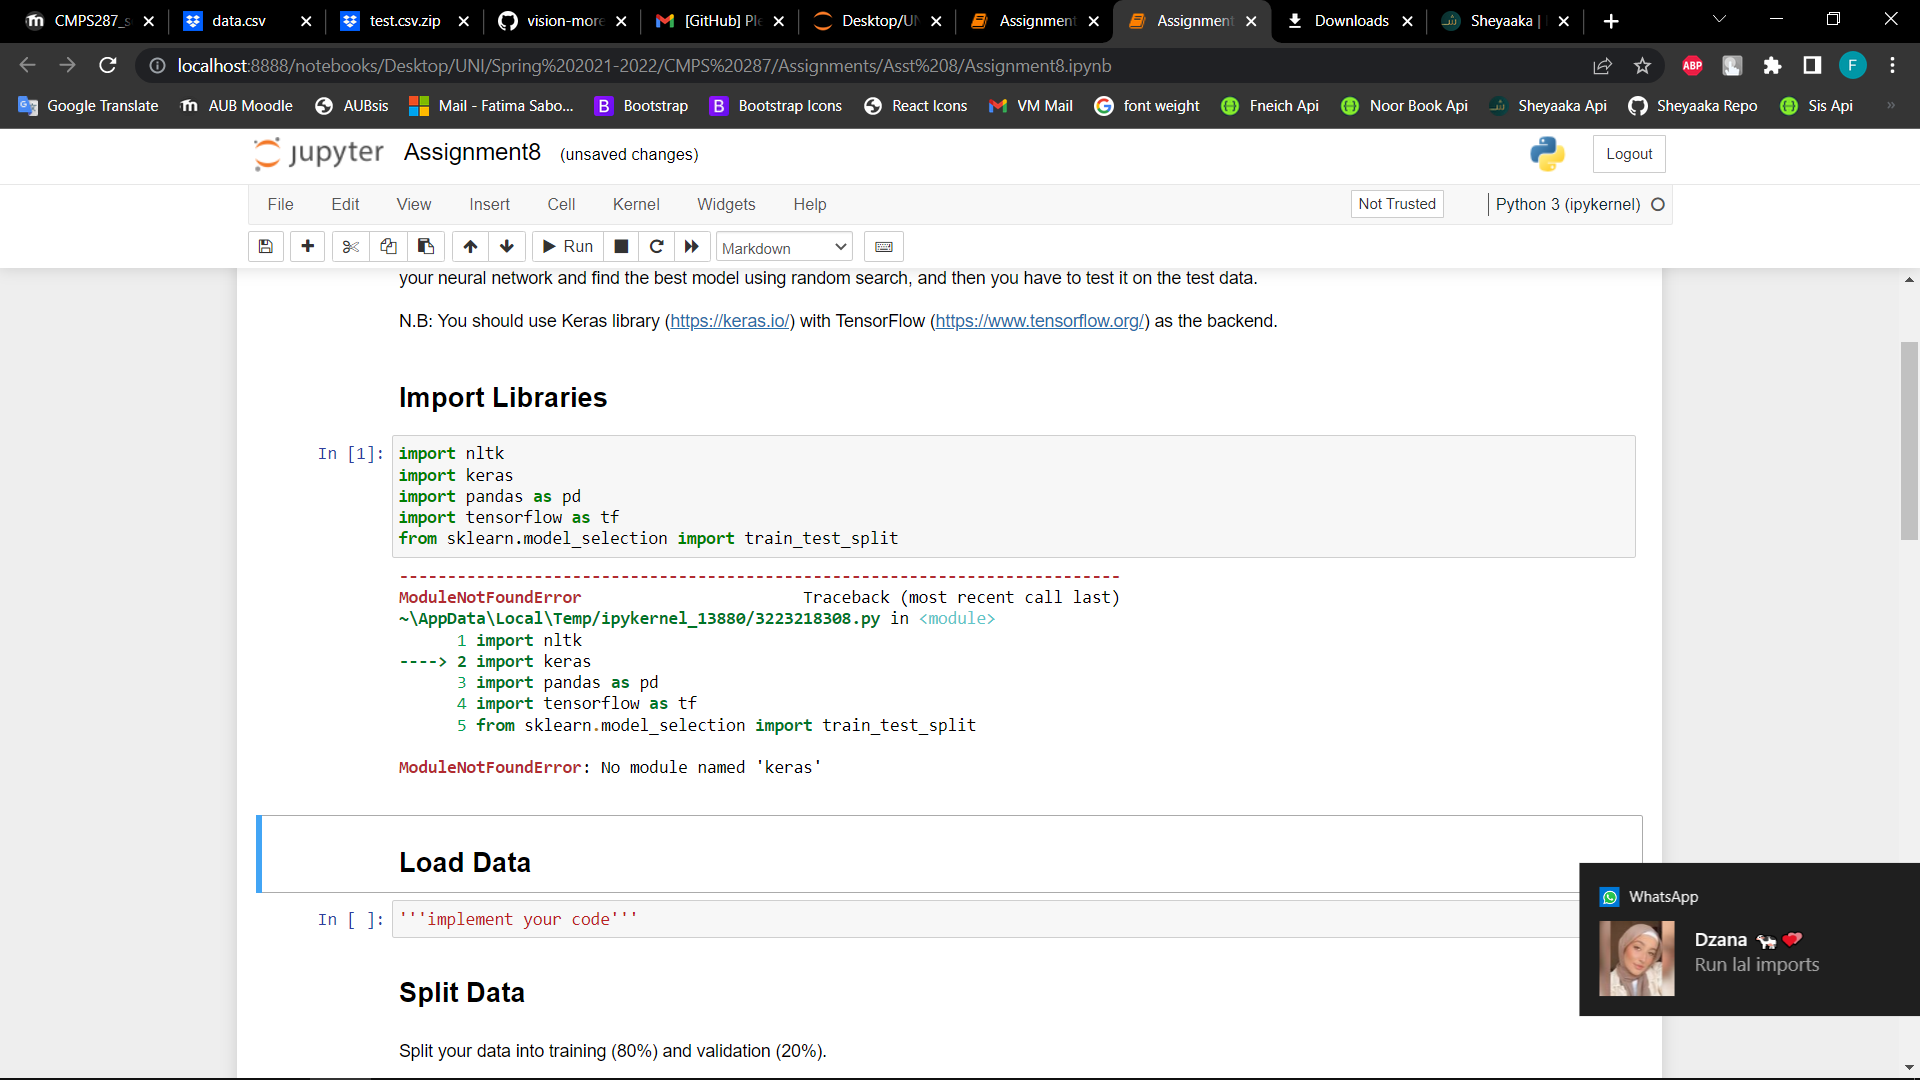 CMPS287_s
data.csv
test.csv.zip
vision-more
[GitHub] Ple
Desktop/UN
Assignment
Assignment
Downloads
Sheyaaka |
localhost:8888/notebooks/Desktop/UNI/Spring%202021-2022/CMPS%20287/Assignments/Asst%208/Assignment8.ipynb
ABP
F
Google Translate
AUB Moodle
AUBsis
Mail - Fatima Sabo...
Bootstrap
Bootstrap Icons
React Icons
VM Mail
font weight
Fneich Api
Noor Book Api
Sheyaaka Api
Sheyaaka Repo
Sis Api
»
jupyter Assignment8 (unsaved changes)
Logout
File Edit View Insert Cell Kernel Widgets Help
Not Trusted
Python 3 (ipykernel)
Run
Markdown
your neural network and find the best model using random search, and then you have to test it on the test data.
N.B: You should use Keras library (https://keras.io/) with TensorFlow (https://www.tensorflow.org/) as the backend.
Import Libraries
In [1]:
import nltk
import keras
import pandas as pd
import tensorflow as tf
from sklearn.model_selection import train_test_split
---------------------------------------------------------------------------
ModuleNotFoundError Traceback (most recent call last)
~\AppData\Local\Temp/ipykernel_13880/3223218308.py in <module>
1 import nltk
----> 2 import keras
3 import pandas as pd
4 import tensorflow as tf
5 from sklearn.model_selection import train_test_split
ModuleNotFoundError: No module named 'keras'
Load Data
In [ ]:
'''implement your code'''
Split Data
Split your data into training (80%) and validation (20%).
WhatsApp
Dzana 🐄💕
Run lal imports